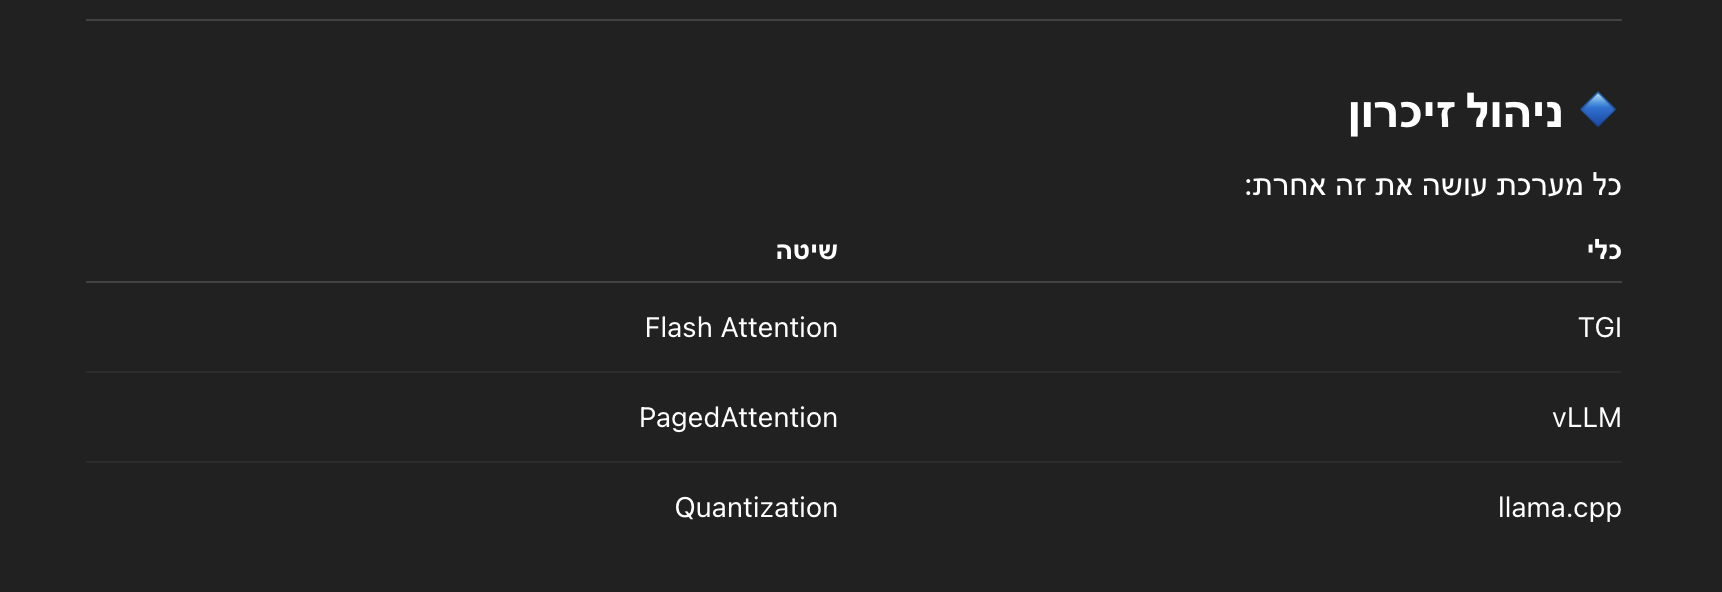 🔷 ניהול זיכרון
כל מערכת עושה את זה אחרת:
כלי שיטה
TGI Flash Attention
vLLM PagedAttention
llama.cpp Quantization